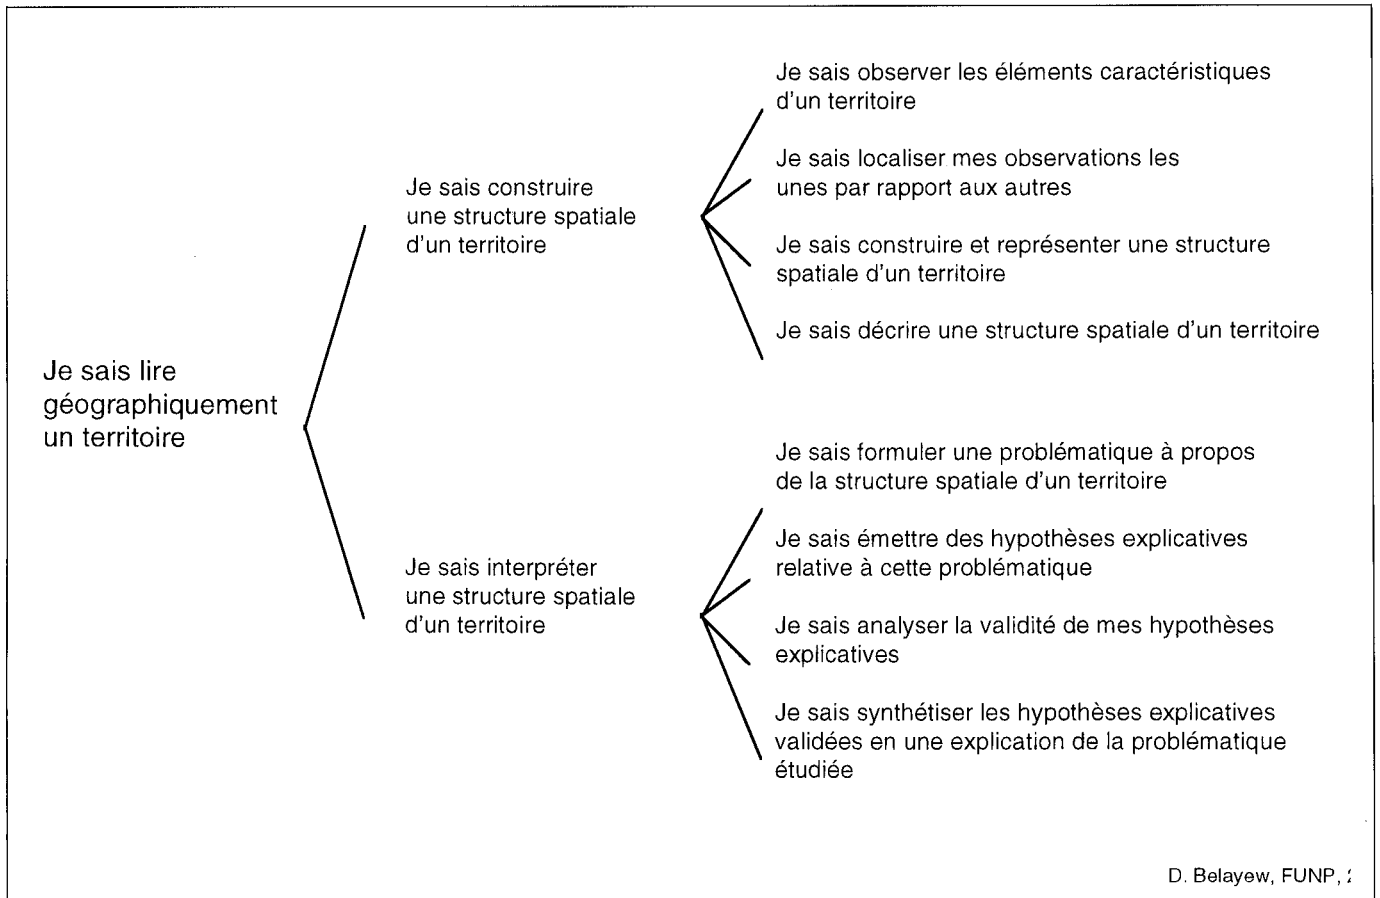 Je sais lire
géographiquement
un territoire
Je sais construire
une structure spatiale
d'un territoire
Je sais observer les éléments caractéristiques
d'un territoire
Je sais localiser mes observations les
unes par rapport aux autres
Je sais construire et représenter une structure
spatiale d'un territoire
Je sais décrire une structure spatiale d'un territoire
Je sais interpréter
une structure spatiale
d'un territoire
Je sais formuler une problématique à propos
de la structure spatiale d'un territoire
Je sais émettre des hypothèses explicatives
relative à cette problématique
Je sais analyser la validité de mes hypothèses
explicatives
Je sais synthétiser les hypothèses explicatives
validées en une explication de la problématique
étudiée
D. Belayew, FUNP,